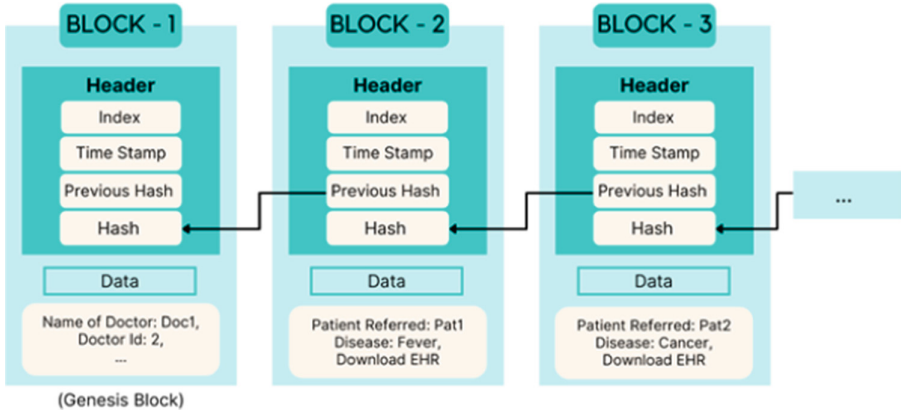 BLOCK - 1
Header
Index
Time Stamp
Previous Hash
Hash
Data
Name of Doctor: Doc1,
Doctor Id: 2,
...
(Genesis Block)
BLOCK - 2
Header
Index
Time Stamp
Previous Hash
Hash
Data
Patient Referred: Pat1
Disease: Fever,
Download EHR
BLOCK - 3
Header
Index
Time Stamp
Previous Hash
Hash
Data
Patient Referred: Pat2
Disease: Cancer,
Download EHR
...